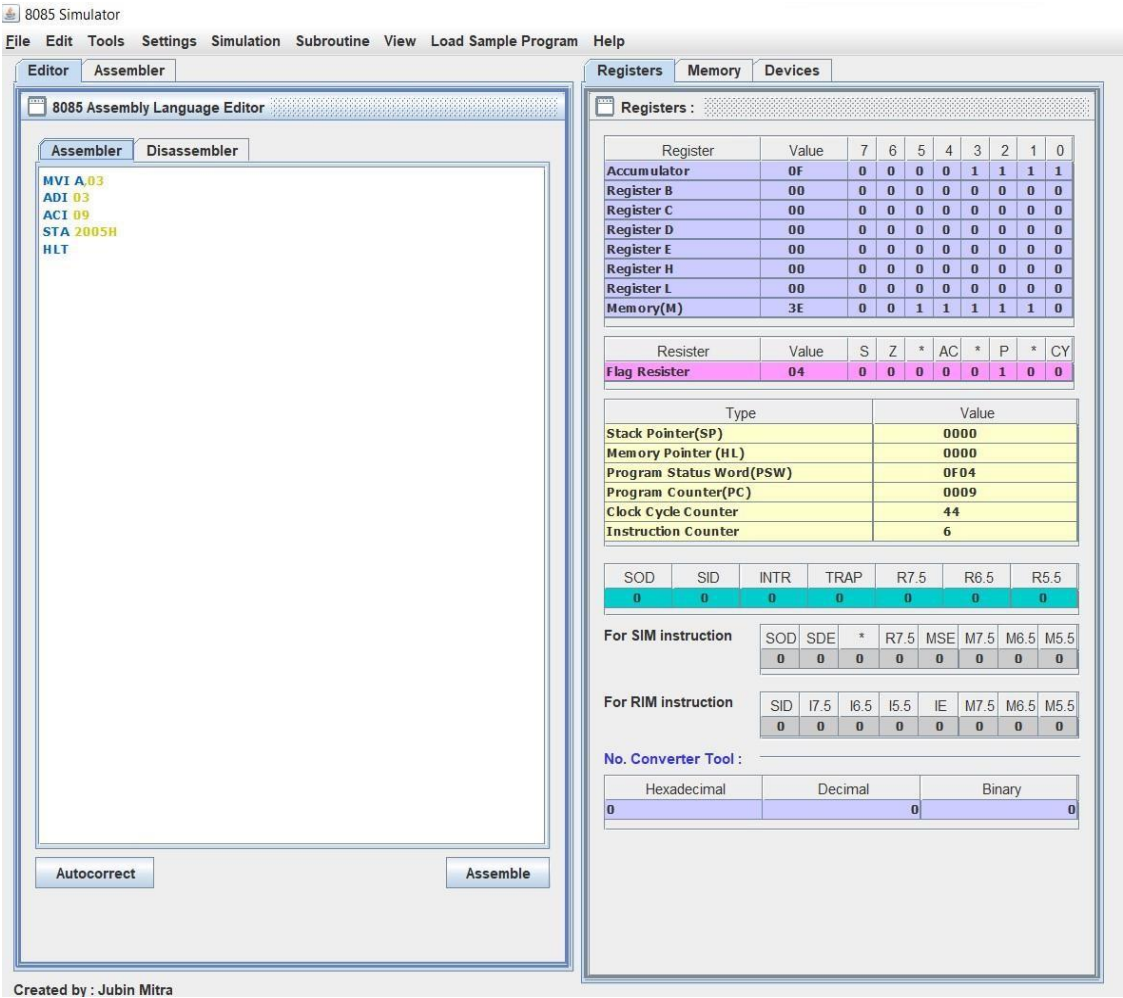 8085 Simulator
File Edit Tools Settings Simulation Subroutine View Load Sample Program Help
Editor Assembler
8085 Assembly Language Editor
Assembler Disassembler
MVI A,03
ADI 03
ACI 09
STA 2005H
HLT
Autocorrect Assemble
Registers Memory Devices
Registers :
Register Value 7 6 5 4 3 2 1 0
Accumulator 0F 0 0 0 0 1 1 1 1
Register B 00 0 0 0 0 0 0 0 0
Register C 00 0 0 0 0 0 0 0 0
Register D 00 0 0 0 0 0 0 0 0
Register E 00 0 0 0 0 0 0 0 0
Register H 00 0 0 0 0 0 0 0 0
Register L 00 0 0 0 0 0 0 0 0
Memory(M) 3E 0 0 1 1 1 1 1 0
Resister Value S Z * AC * P * CY
Flag Resister 04 0 0 0 0 0 1 0 0
Type Value
Stack Pointer(SP) 0000
Memory Pointer (HL) 0000
Program Status Word(PSW) 0F04
Program Counter(PC) 0009
Clock Cycle Counter 44
Instruction Counter 6
SOD SID INTR TRAP R7.5 R6.5 R5.5
0 0 0 0 0 0 0
For SIM instruction SOD SDE * R7.5 MSE M7.5 M6.5 M5.5
0 0 0 0 0 0 0 0
For RIM instruction SID I7.5 I6.5 I5.5 IE M7.5 M6.5 M5.5
0 0 0 0 0 0 0 0
No. Converter Tool :
Hexadecimal Decimal Binary
0 0 0
Created by : Jubin Mitra